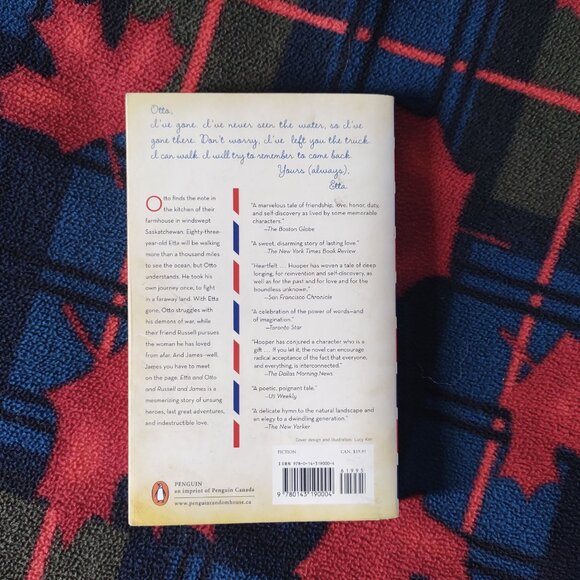 Otto,
I've gone. I've never seen the water, so I've
gone there. Don't worry, I've left you the truck.
I can walk. I will try to remember to come back.
Yours (always),
Etta
Otto finds the note in
the kitchen of their
farmhouse in windswept
Saskatchewan. Eighty-three-
year-old Etta will be walking
more than a thousand miles
to see the ocean, but Otto
understands. He took his
own journey once, to fight
in a faraway land. With Etta
gone, Otto struggles with
his demons of war, while
their friend Russell pursues
the woman he has loved
from afar. And James–well,
James you have to meet
on the page. Etta and Otto
and Russell and James is a
mesmerizing story of unsung
heroes, last great adventures,
and indestructible love.
"A marvelous tale of friendship, love, honor, duty,
and self-discovery as lived by some memorable
characters."
—The Boston Globe
"A sweet, disarming story of lasting love."
—The New York Times Book Review
"Heartfelt . . . Hooper has woven a tale of deep
longing, for reinvention and self-discovery, as well
as for the past and for love and for the
boundless unknown."
—San Francisco Chronicle
"A celebration of the power of words—and
of imagination."
—Toronto Star
"Hooper has conjured a character who is a
gift . . . If you let it, the novel can encourage
radical acceptance of the fact that everyone,
and everything, is interconnected."
—The Dallas Morning News
"A poetic, poignant tale."
—US Weekly
"A delicate hymn to the natural landscape and
an elegy to a dwindling generation."
—The New Yorker
Cover design and illustration: Lucy Kim
FICTION CAN. $19.95
ISBN 978-0-14-319000-4
61995
9 780143 190004
PENGUIN
an imprint of Penguin Canada
www.penguinrandomhouse.ca